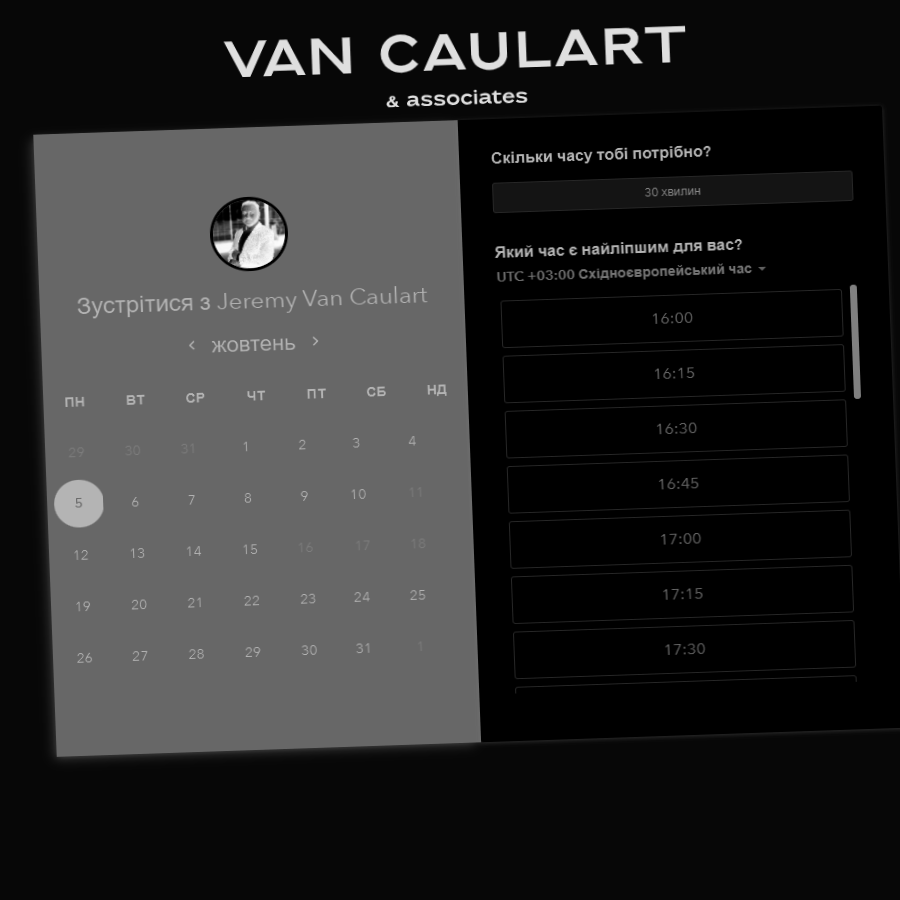 VAN CAULART
& associates
Зустрітися з Jeremy Van Caulart
жовтень
ПН ВТ СР ЧТ ПТ СБ НД
29 30 31 1 2 3 4
5 6 7 8 9 10 11
12 13 14 15 16 17 18
19 20 21 22 23 24 25
26 27 28 29 30 31 1
Скільки часу тобі потрібно?
30 хвилин
Який час є найліпшим для вас?
UTC +03:00 Східноєвропейський час
16:00
16:15
16:30
16:45
17:00
17:15
17:30